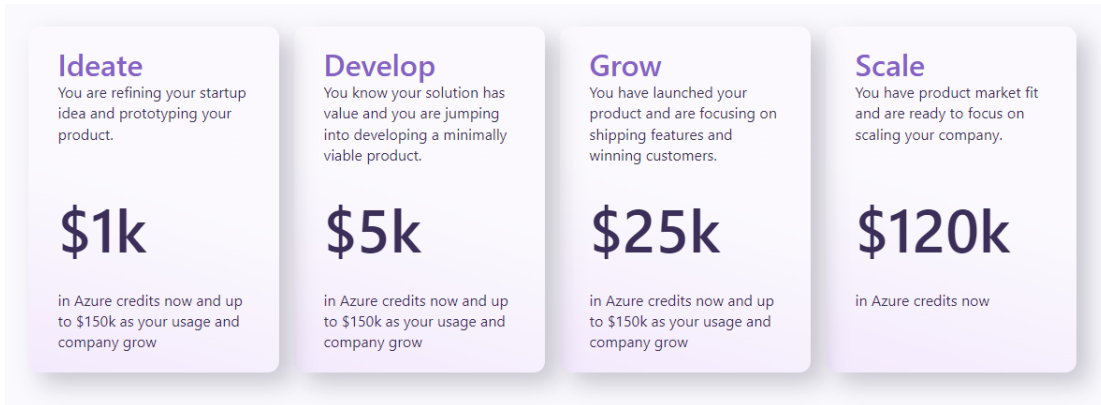 Ideate
You are refining your startup
idea and prototyping your
product.
$1k
in Azure credits now and up
to $150k as your usage and
company grow
Develop
You know your solution has
value and you are jumping
into developing a minimally
viable product.
$5k
in Azure credits now and up
to $150k as your usage and
company grow
Grow
You have launched your
product and are focusing on
shipping features and
winning customers.
$25k
in Azure credits now and up
to $150k as your usage and
company grow
Scale
You have product market fit
and are ready to focus on
scaling your company.
$120k
in Azure credits now